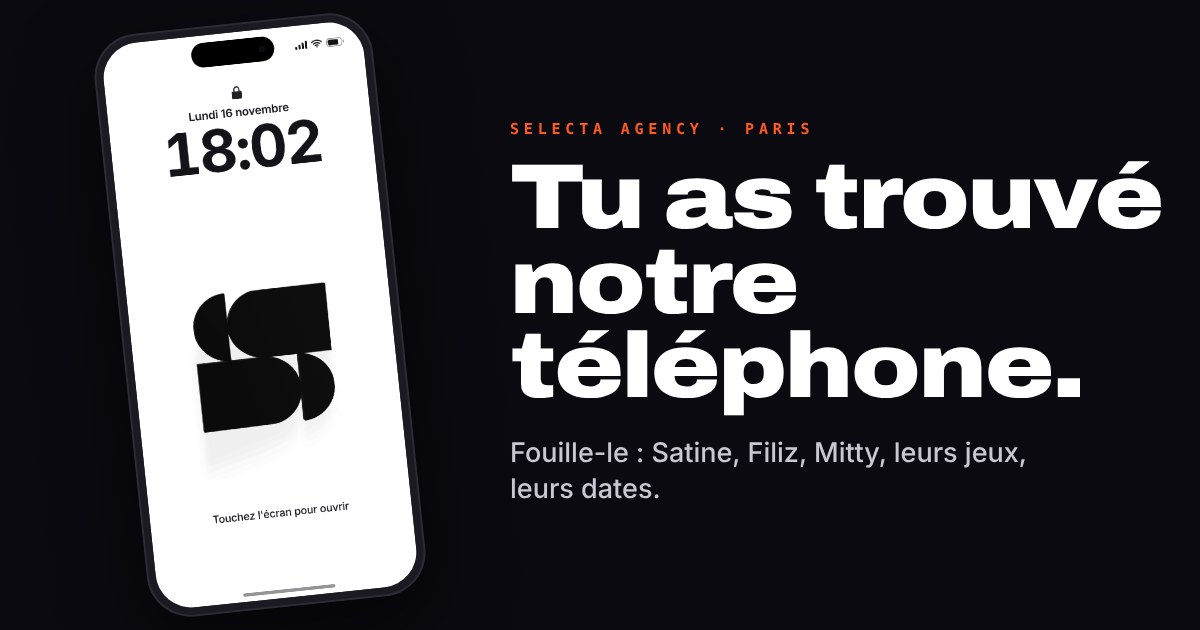 Lundi 16 novembre
18:02
Touchez l'écran pour ouvrir
SELECTA AGENCY · PARIS
Tu as trouvé
notre
téléphone.
Fouille-le : Satine, Filiz, Mitty, leurs jeux,
leurs dates.